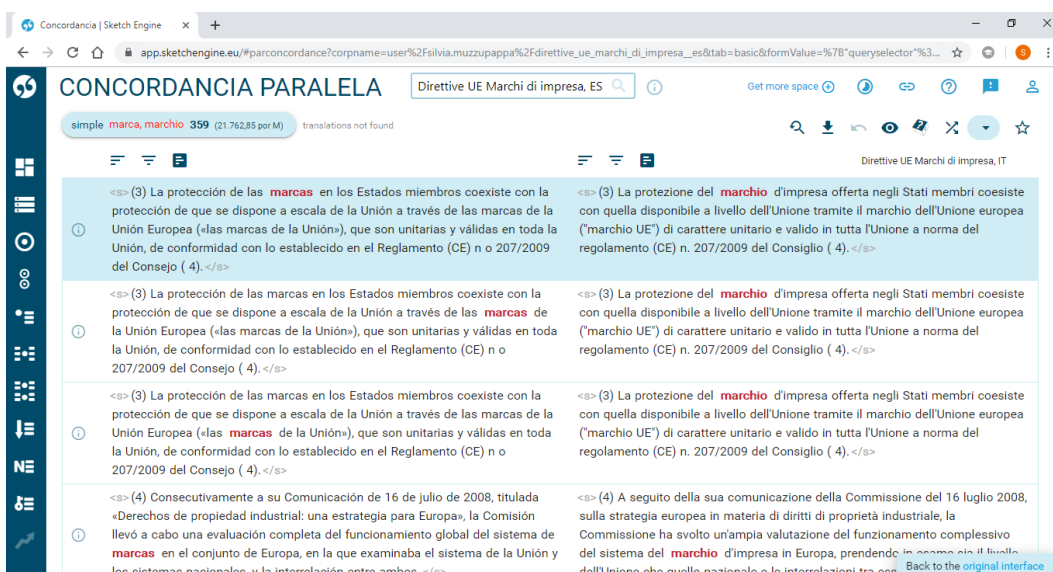 Concordancia | Sketch Engine
app.sketchengine.eu/#parconcordance?corpname=user%2Fsilvia.muzzupappa%2Fdirettive_ue_marchi_di_impresa__es&tab=basic&formValue=%7B"queryselector"%3...
S
CONCORDANCIA PARALELA
Direttive UE Marchi di impresa, ES
Get more space
simple marca, marchio 359 (21.762,85 por M) translations not found
Direttive UE Marchi di impresa, IT
<s> (3) La protección de las marcas en los Estados miembros coexiste con la
protección de que se dispone a escala de la Unión a través de las marcas de la
Unión Europea («las marcas de la Unión»), que son unitarias y válidas en toda la
Unión, de conformidad con lo establecido en el Reglamento (CE) n o 207/2009
del Consejo ( 4). </s>
<s> (3) La protezione del marchio d'impresa offerta negli Stati membri coesiste
con quella disponibile a livello dell'Unione tramite il marchio dell'Unione europea
("marchio UE") di carattere unitario e valido in tutta l'Unione a norma del
regolamento (CE) n. 207/2009 del Consiglio ( 4). </s>
<s> (3) La protección de las marcas en los Estados miembros coexiste con la
protección de que se dispone a escala de la Unión a través de las marcas de
la Unión Europea («las marcas de la Unión»), que son unitarias y válidas en toda
la Unión, de conformidad con lo establecido en el Reglamento (CE) n o
207/2009 del Consejo ( 4). </s>
<s> (3) La protezione del marchio d'impresa offerta negli Stati membri coesiste
con quella disponibile a livello dell'Unione tramite il marchio dell'Unione europea
("marchio UE") di carattere unitario e valido in tutta l'Unione a norma del
regolamento (CE) n. 207/2009 del Consiglio ( 4). </s>
<s> (3) La protección de las marcas en los Estados miembros coexiste con la
protección de que se dispone a escala de la Unión a través de las marcas de la
Unión Europea («las marcas de la Unión»), que son unitarias y válidas en toda
la Unión, de conformidad con lo establecido en el Reglamento (CE) n o
207/2009 del Consejo ( 4). </s>
<s> (3) La protezione del marchio d'impresa offerta negli Stati membri coesiste
con quella disponibile a livello dell'Unione tramite il marchio dell'Unione europea
("marchio UE") di carattere unitario e valido in tutta l'Unione a norma del
regolamento (CE) n. 207/2009 del Consiglio ( 4). </s>
<s> (4) Consecutivamente a su Comunicación de 16 de julio de 2008, titulada
«Derechos de propiedad industrial: una estrategia para Europa», la Comisión
llevó a cabo una evaluación completa del funcionamiento global del sistema de
marcas en el conjunto de Europa, en la que examinaba el sistema de la Unión y
los sistemas nacionales, y la interrelación entre ambos. </s>
<s> (4) A seguito della sua comunicazione della Commissione del 16 luglio 2008,
sulla strategia europea in materia di diritti di proprietà industriale, la
Commissione ha svolto un'ampia valutazione del funzionamento complessivo
del sistema del marchio d'impresa in Europa, prendendo in esame sia il livello
dell'Unione che quello nazionale e le interrelazioni tra
Back to the original interface
NΞ